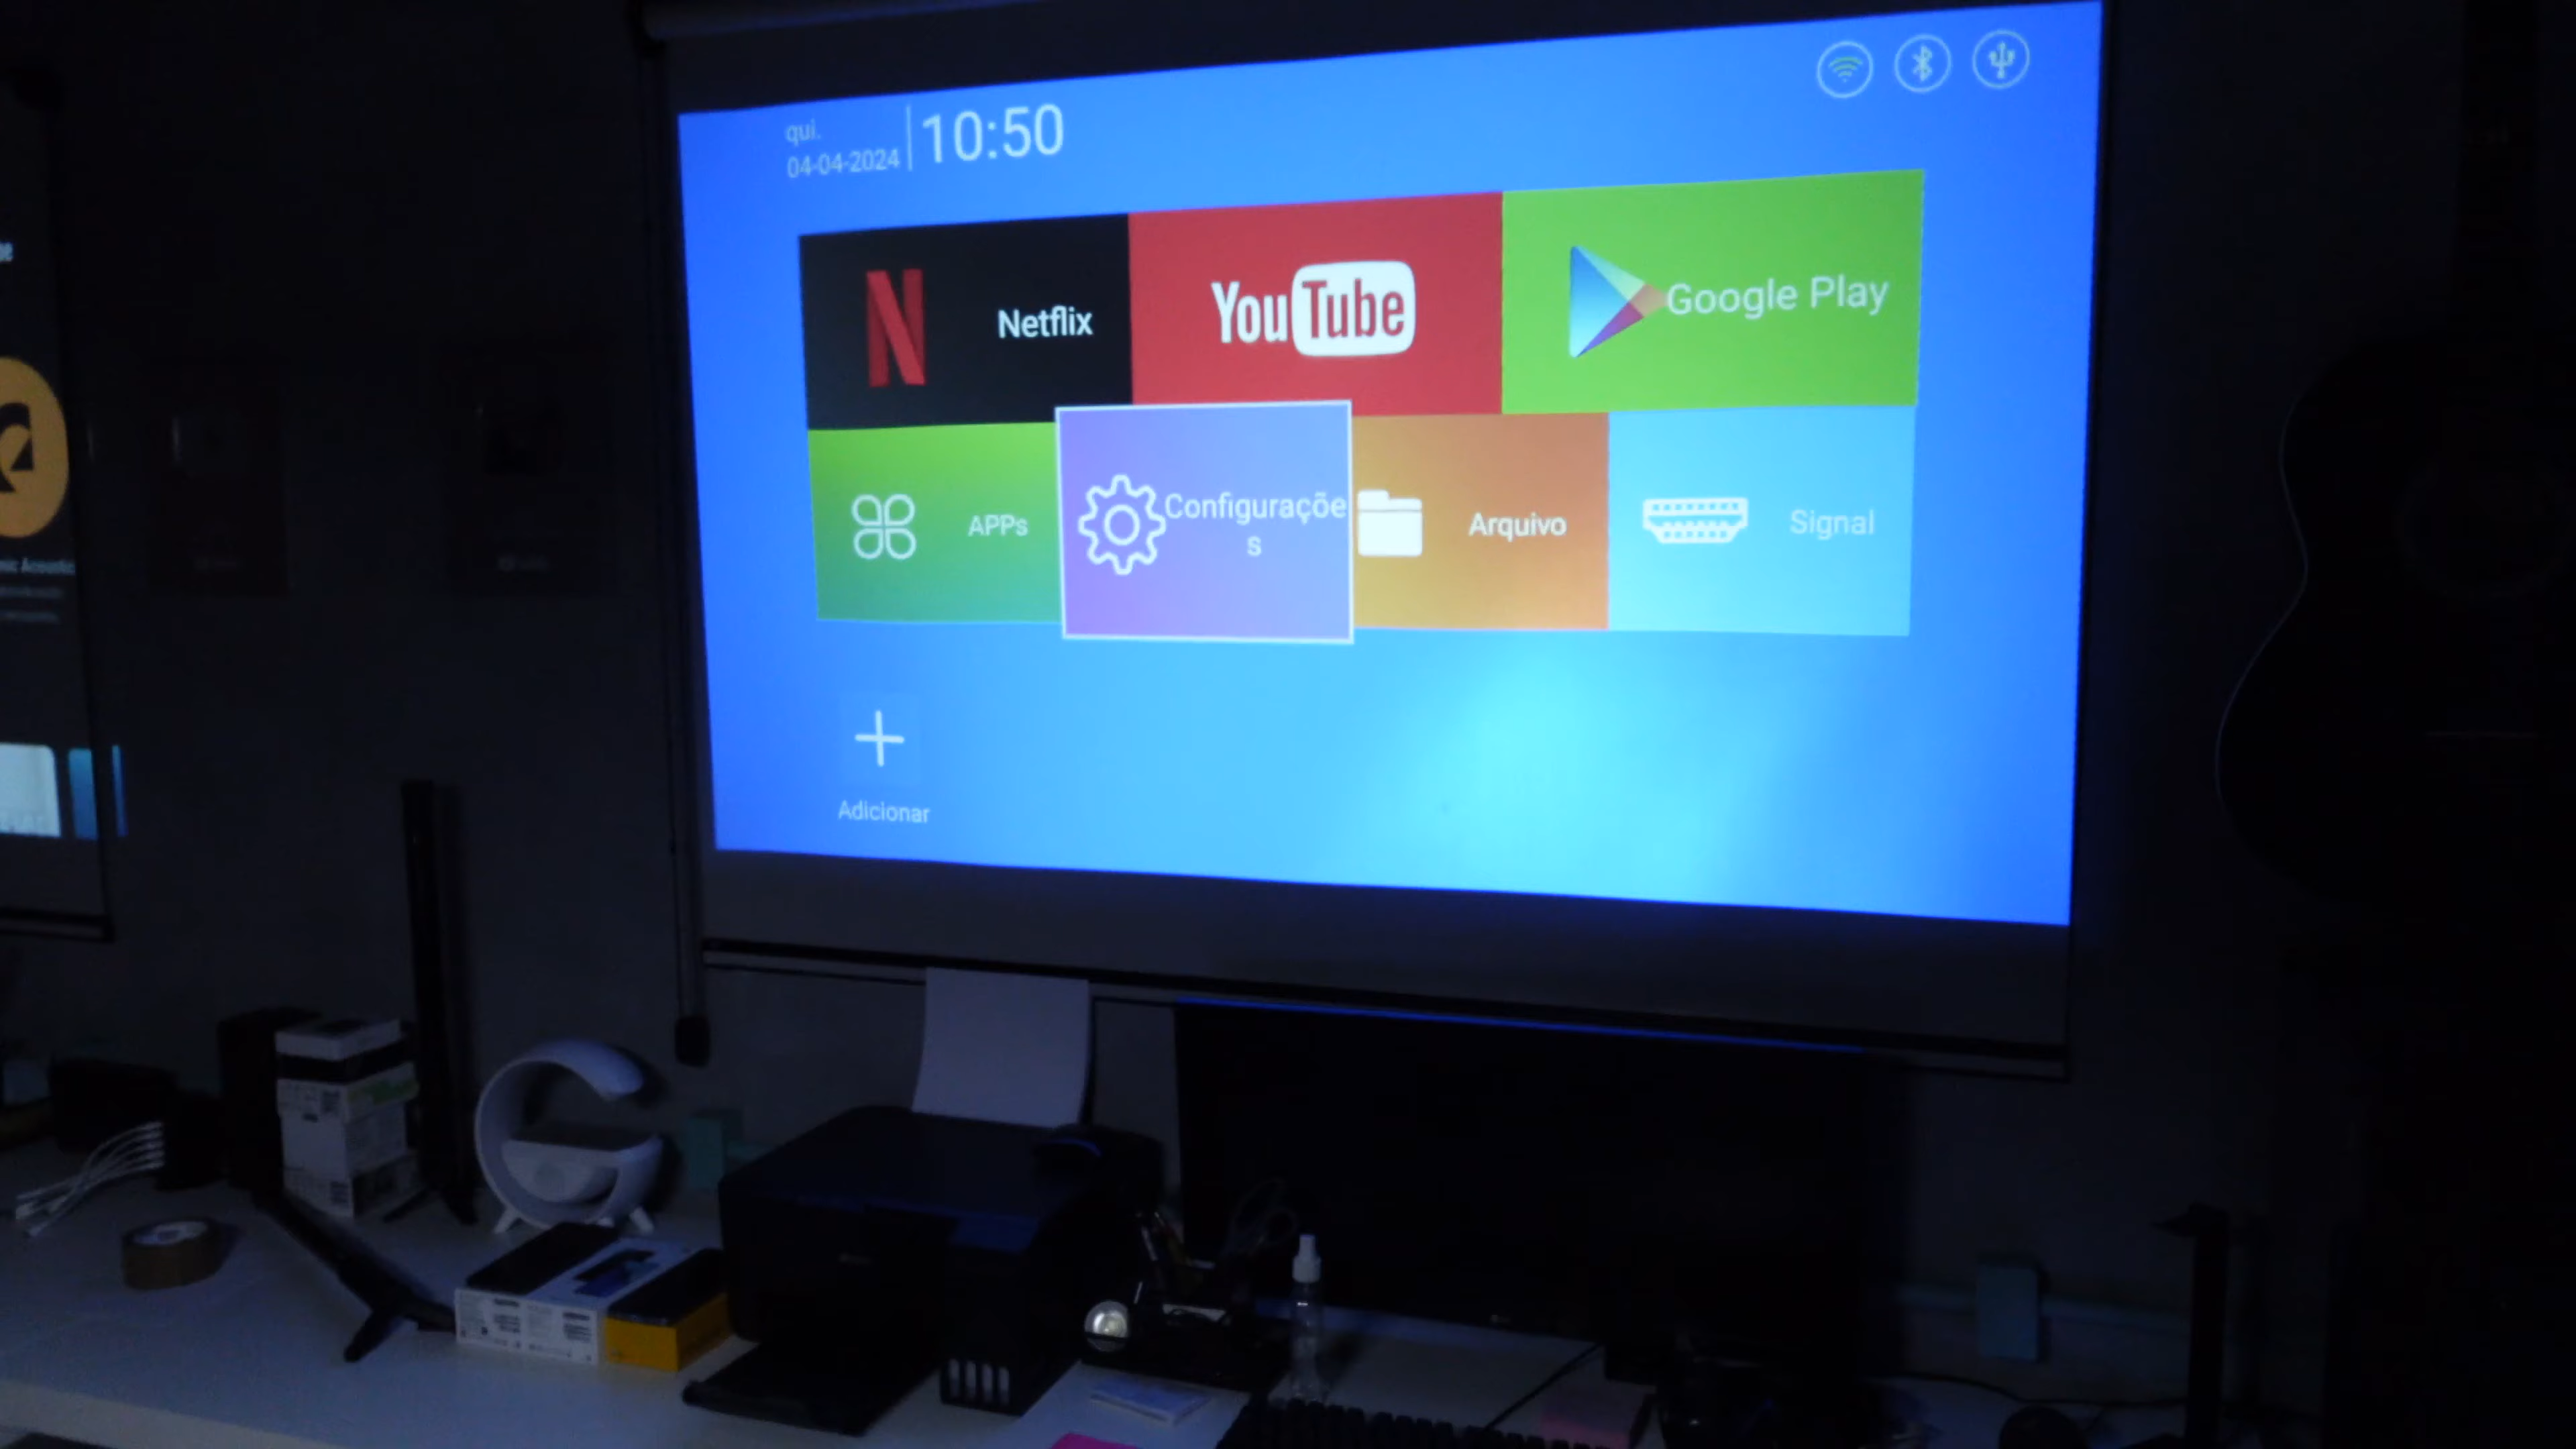 qui.
04-04-2024
10:50
Netflix
YouTube
Google Play
APPs
Configuraçõe
s
Arquivo
Signal
Adicionar